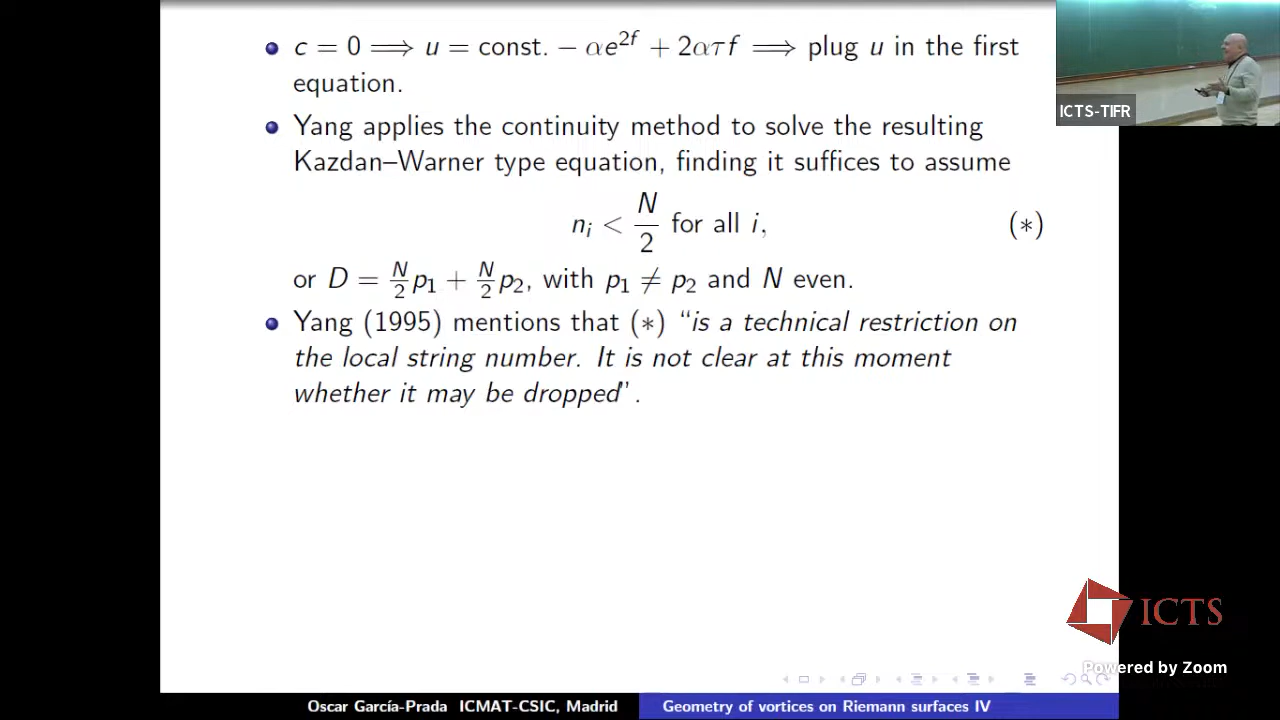 c = 0 ⟹ u = const. − αe^{2f} + 2ατf ⟹ plug u in the first
equation.
Yang applies the continuity method to solve the resulting
Kazdan–Warner type equation, finding it suffices to assume
n_i < N/2 for all i, (∗)
or D = N/2 p_1 + N/2 p_2, with p_1 ≠ p_2 and N even.
Yang (1995) mentions that (∗) “is a technical restriction on
the local string number. It is not clear at this moment
whether it may be dropped”.
ICTS-TIFR
ICTS
Powered by Zoom
Oscar García-Prada ICMAT-CSIC, Madrid
Geometry of vortices on Riemann surfaces IV